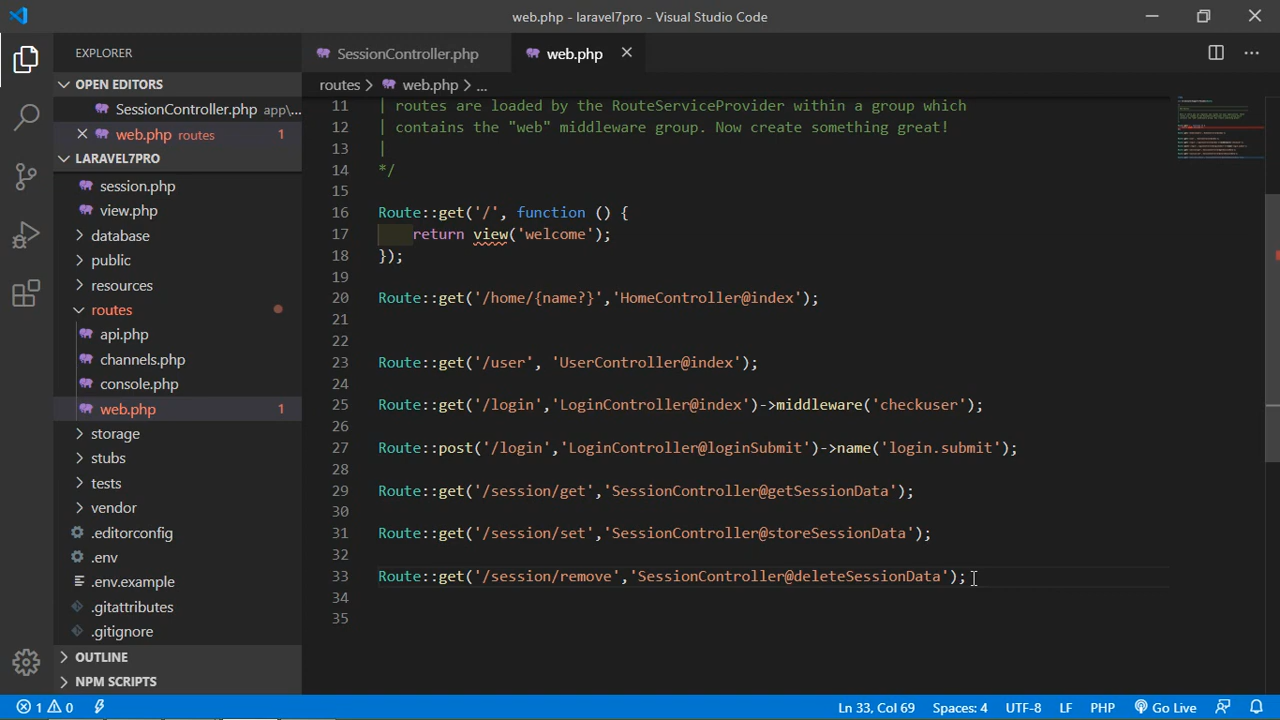 web.php - laravel7pro - Visual Studio Code
EXPLORER
SessionController.php
web.php
OPEN EDITORS
routes > web.php > ...
SessionController.php app\...
web.php routes 1
LARAVEL7PRO
session.php
view.php
database
public
resources
routes
api.php
channels.php
console.php
web.php 1
storage
stubs
tests
vendor
.editorconfig
.env
.env.example
.gitattributes
.gitignore
OUTLINE
NPM SCRIPTS
11 | routes are loaded by the RouteServiceProvider within a group which
12 | contains the "web" middleware group. Now create something great!
13 |
14 */
15
16 Route::get('/', function () {
17 return view('welcome');
18 });
19
20 Route::get('/home/{name?}','HomeController@index');
21
22
23 Route::get('/user', 'UserController@index');
24
25 Route::get('/login','LoginController@index')->middleware('checkuser');
26
27 Route::post('/login','LoginController@loginSubmit')->name('login.submit');
28
29 Route::get('/session/get','SessionController@getSessionData');
30
31 Route::get('/session/set','SessionController@storeSessionData');
32
33 Route::get('/session/remove','SessionController@deleteSessionData');
34
35
1 0
Ln 33, Col 69
Spaces: 4
UTF-8
LF
PHP
Go Live